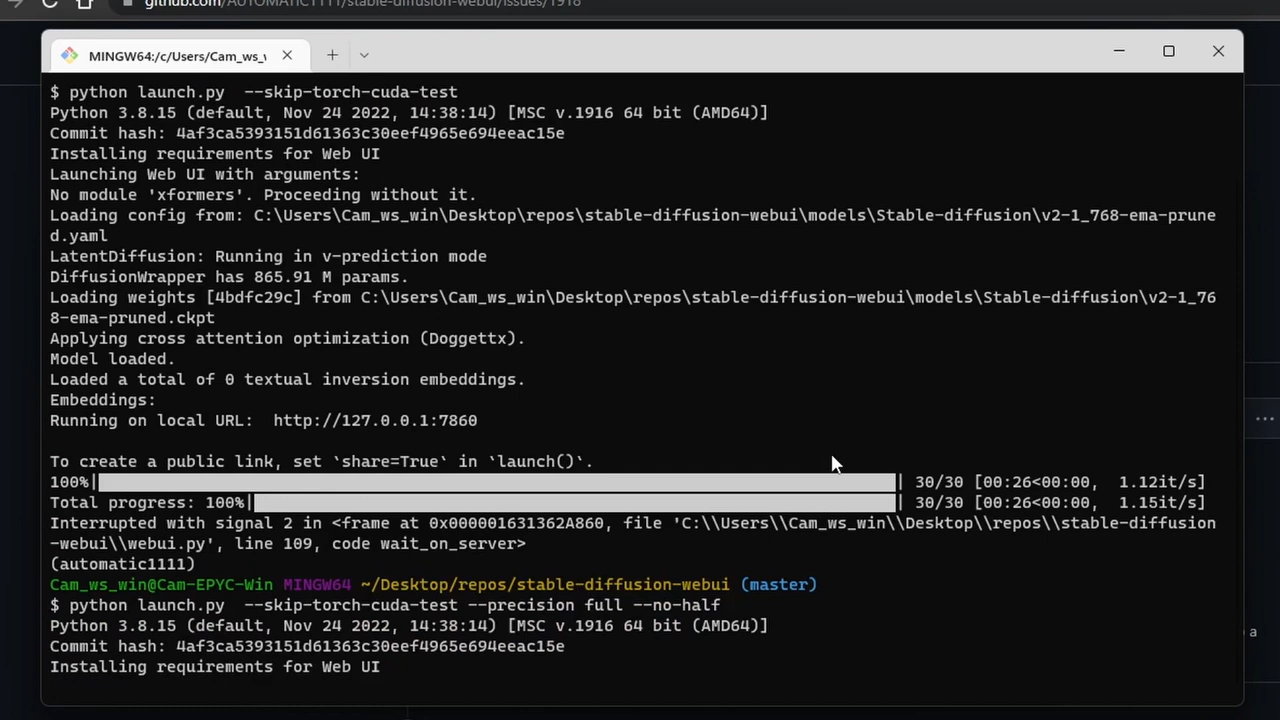 github.com/AUTOMATIC1111/stable-diffusion-webui/issues/1916
MINGW64:/c/Users/Cam_ws_v
$ python launch.py  --skip-torch-cuda-test
Python 3.8.15 (default, Nov 24 2022, 14:38:14) [MSC v.1916 64 bit (AMD64)]
Commit hash: 4af3ca5393151d61363c30eef4965e694eeac15e
Installing requirements for Web UI
Launching Web UI with arguments:
No module 'xformers'. Proceeding without it.
Loading config from: C:\Users\Cam_ws_win\Desktop\repos\stable-diffusion-webui\models\Stable-diffusion\v2-1_768-ema-prune
d.yaml
LatentDiffusion: Running in v-prediction mode
DiffusionWrapper has 865.91 M params.
Loading weights [4bdfc29c] from C:\Users\Cam_ws_win\Desktop\repos\stable-diffusion-webui\models\Stable-diffusion\v2-1_76
8-ema-pruned.ckpt
Applying cross attention optimization (Doggettx).
Model loaded.
Loaded a total of 0 textual inversion embeddings.
Embeddings:
Running on local URL:  http://127.0.0.1:7860
To create a public link, set `share=True` in `launch()`.
100%| | 30/30 [00:26<00:00,  1.12it/s]
Total progress: 100%| | 30/30 [00:26<00:00,  1.15it/s]
Interrupted with signal 2 in <frame at 0x000001631362A860, file 'C:\\Users\\Cam_ws_win\\Desktop\\repos\\stable-diffusion
-webui\\webui.py', line 109, code wait_on_server>
(automatic1111)
Cam_ws_win@Cam-EPYC-Win MINGW64 ~/Desktop/repos/stable-diffusion-webui (master)
$ python launch.py  --skip-torch-cuda-test --precision full --no-half
Python 3.8.15 (default, Nov 24 2022, 14:38:14) [MSC v.1916 64 bit (AMD64)]
Commit hash: 4af3ca5393151d61363c30eef4965e694eeac15e
Installing requirements for Web UI
a